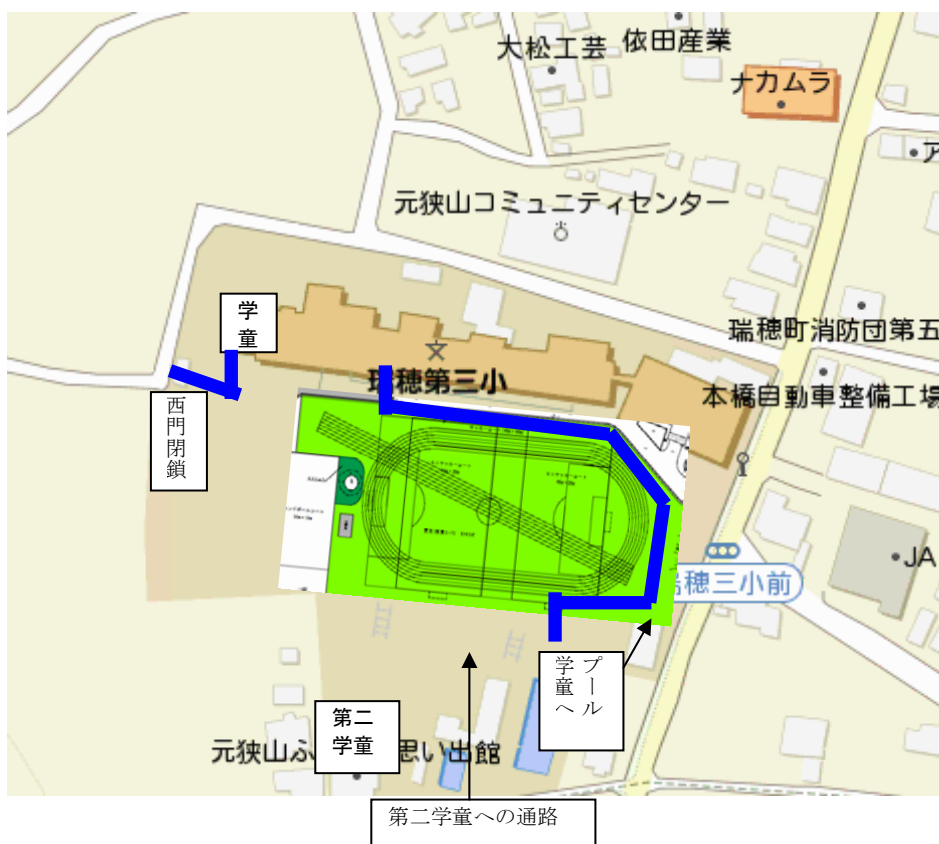 大松工芸
依田産業
ナカムラ
ア
元狭山コミュニティセンター
学
童
瑞穂町消防団第五
瑞穂第三小
本橋自動車整備工場
西門閉鎖
JA
瑞穂三小前
プール
学童へ
第二
学童
元狭山ふ
思い出館
第二学童への通路